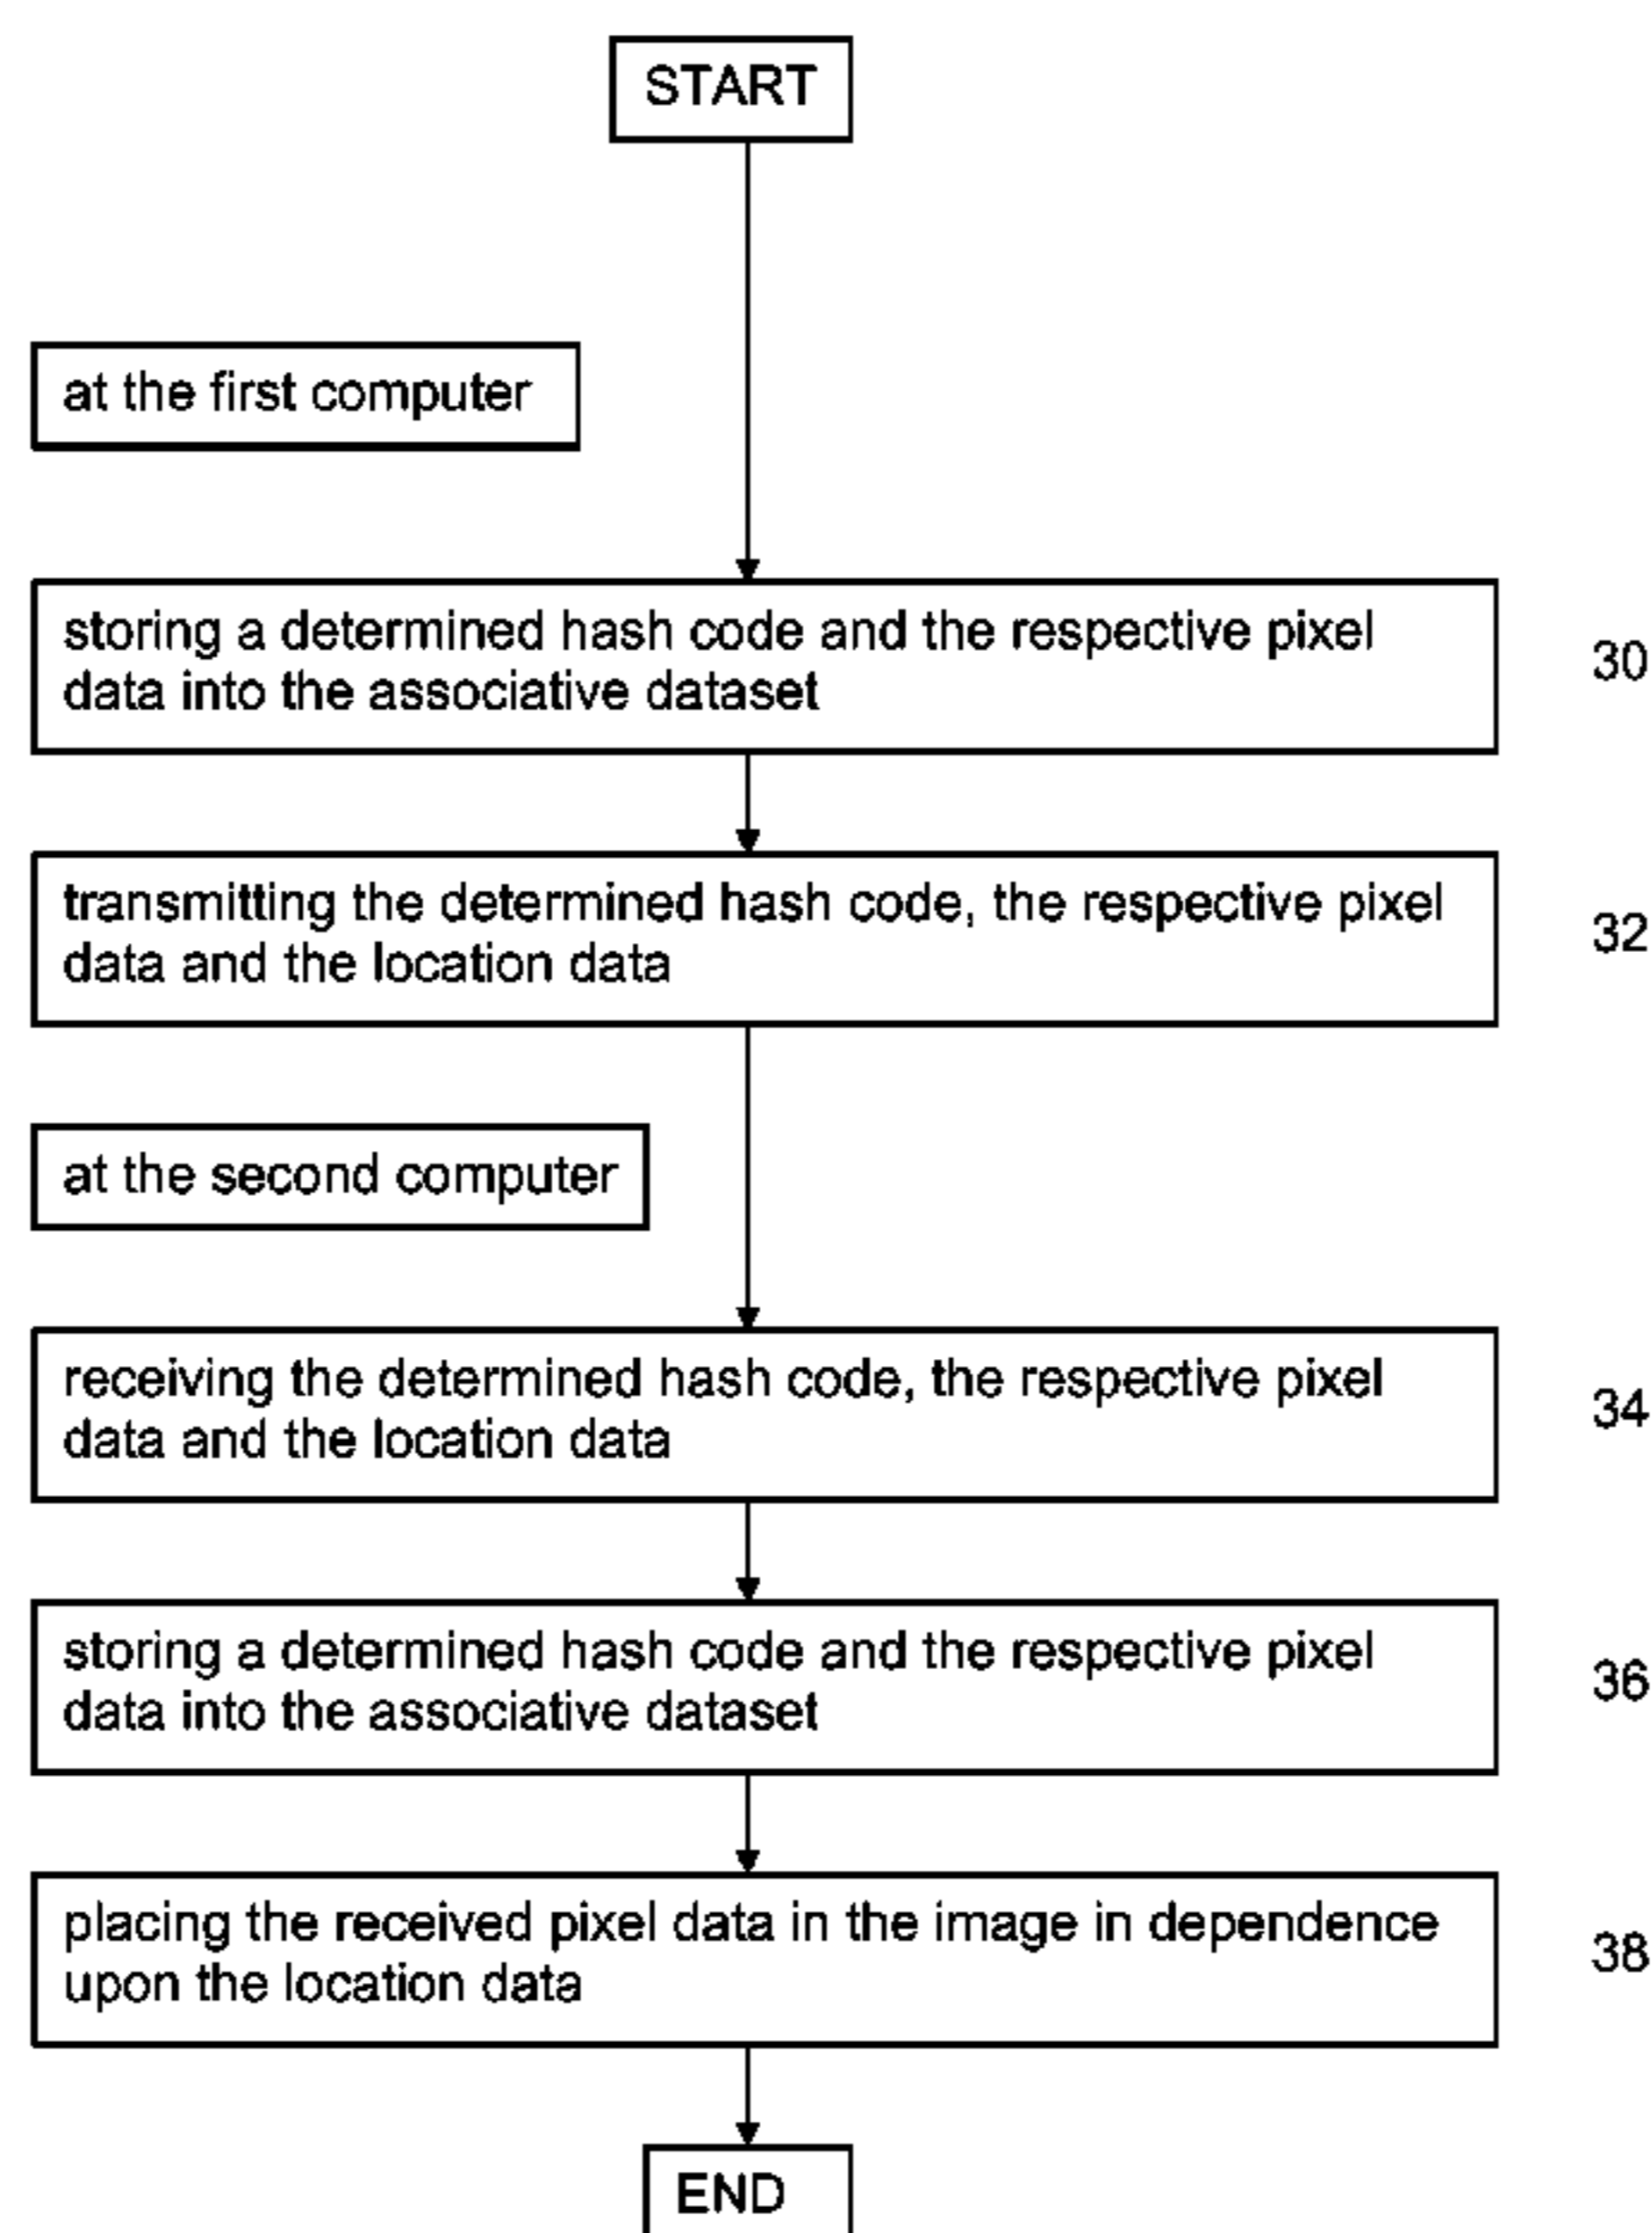 START
at the first computer
storing a determined hash code and the respective pixel
data into the associative dataset
30
transmitting the determined hash code, the respective pixel
data and the location data
32
at the second computer
receiving the determined hash code, the respective pixel
data and the location data
34
storing a determined hash code and the respective pixel
data into the associative dataset
36
placing the received pixel data in the image in dependence
upon the location data
38
END